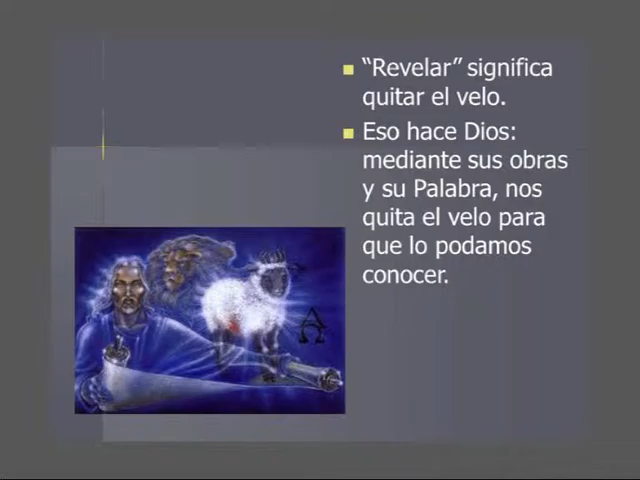 “Revelar” significa
quitar el velo.
Eso hace Dios:
mediante sus obras
y su Palabra, nos
quita el velo para
que lo podamos
conocer.
Α
Ω